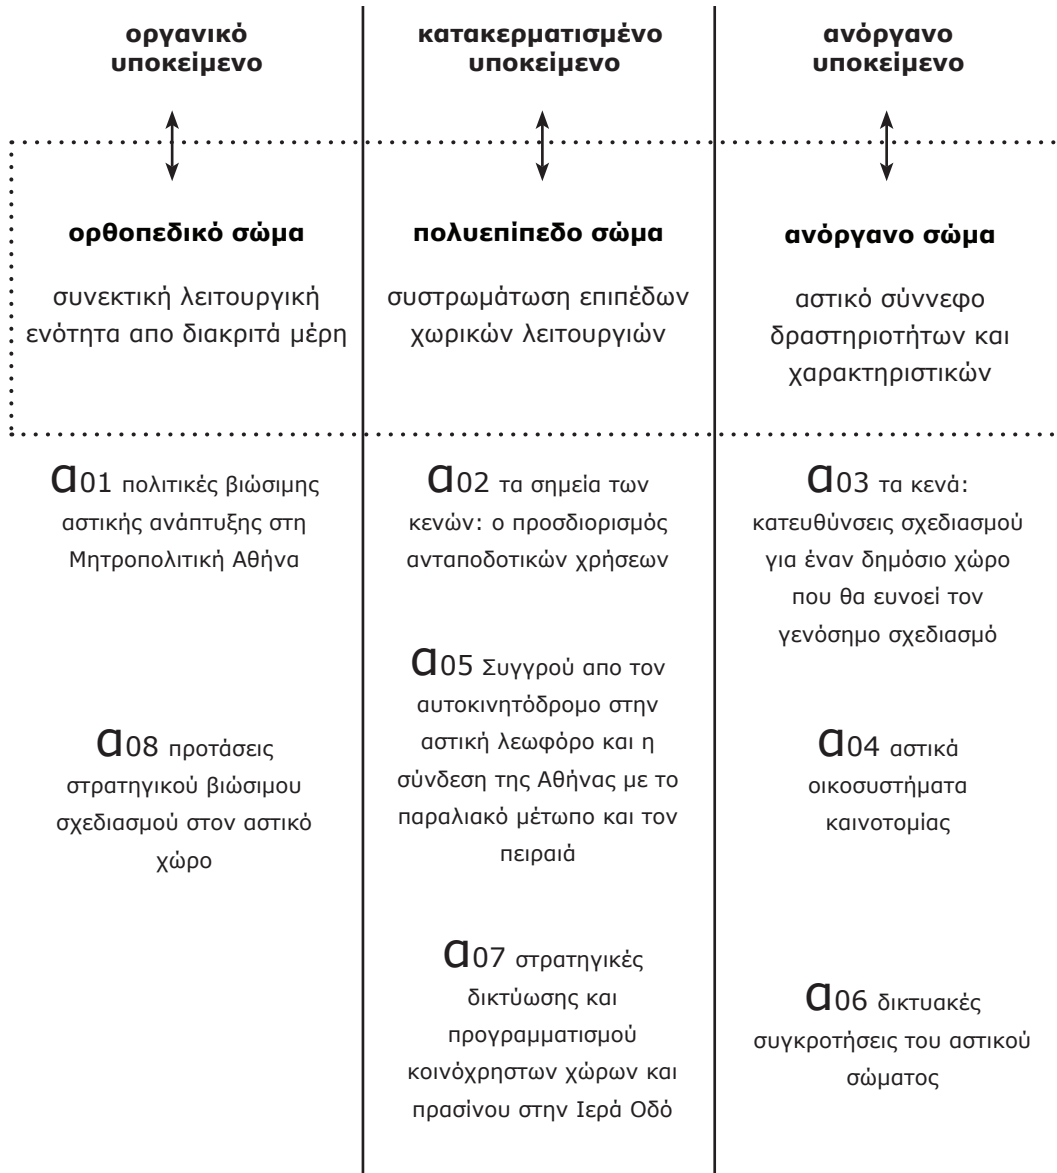 οργανικό
υποκείμενο
ορθοπεδικό σώμα
συνεκτική λειτουργική
ενότητα απο διακριτά μέρη
α01 πολιτικές βιώσιμης
αστικής ανάπτυξης στη
Μητροπολιτική Αθήνα
α08 προτάσεις
στρατηγικού βιώσιμου
σχεδιασμού στον αστικό
χώρο
κατακερματισμένο
υποκείμενο
πολυεπίπεδο σώμα
συστρωμάτωση επιπέδων
χωρικών λειτουργιών
α02 τα σημεία των
κενών: ο προσδιορισμός
ανταποδοτικών χρήσεων
α05 Συγγρού απο τον
αυτοκινητόδρομο στην
αστική λεωφόρο και η
σύνδεση της Αθήνας με το
παραλιακό μέτωπο και τον
πειραιά
α07 στρατηγικές
δικτύωσης και
προγραμματισμού
κοινόχρηστων χώρων και
πρασίνου στην Ιερά Οδό
ανόργανο
υποκείμενο
ανόργανο σώμα
αστικό σύννεφο
δραστηριοτήτων και
χαρακτηριστικών
α03 τα κενά:
κατευθύνσεις σχεδιασμού
για έναν δημόσιο χώρο
που θα ευνοεί τον
γενόσημο σχεδιασμό
α04 αστικά
οικοσυστήματα
καινοτομίας
α06 δικτυακές
συγκροτήσεις του αστικού
σώματος